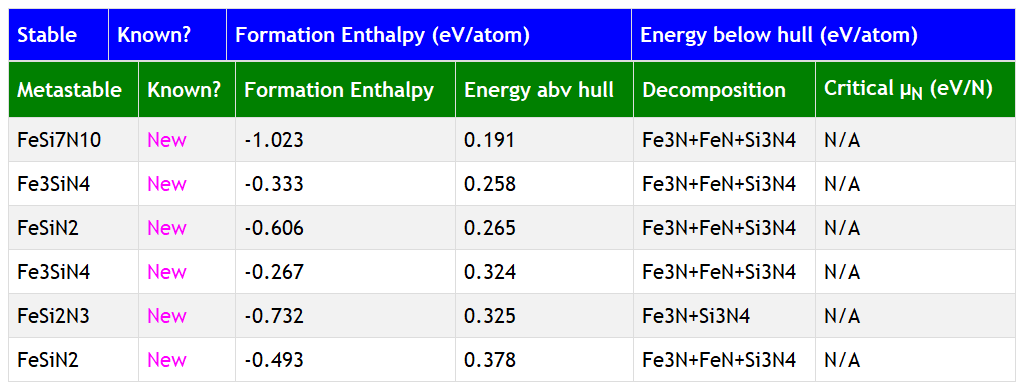 Stable Known? Formation Enthalpy (eV/atom) Energy below hull (eV/atom)
Metastable Known? Formation Enthalpy Energy abv hull Decomposition Critical μN (eV/N)
FeSi7N10 New -1.023 0.191 Fe3N+FeN+Si3N4 N/A
Fe3SiN4 New -0.333 0.258 Fe3N+FeN+Si3N4 N/A
FeSiN2 New -0.606 0.265 Fe3N+FeN+Si3N4 N/A
Fe3SiN4 New -0.267 0.324 Fe3N+FeN+Si3N4 N/A
FeSi2N3 New -0.732 0.325 Fe3N+Si3N4 N/A
FeSiN2 New -0.493 0.378 Fe3N+FeN+Si3N4 N/A